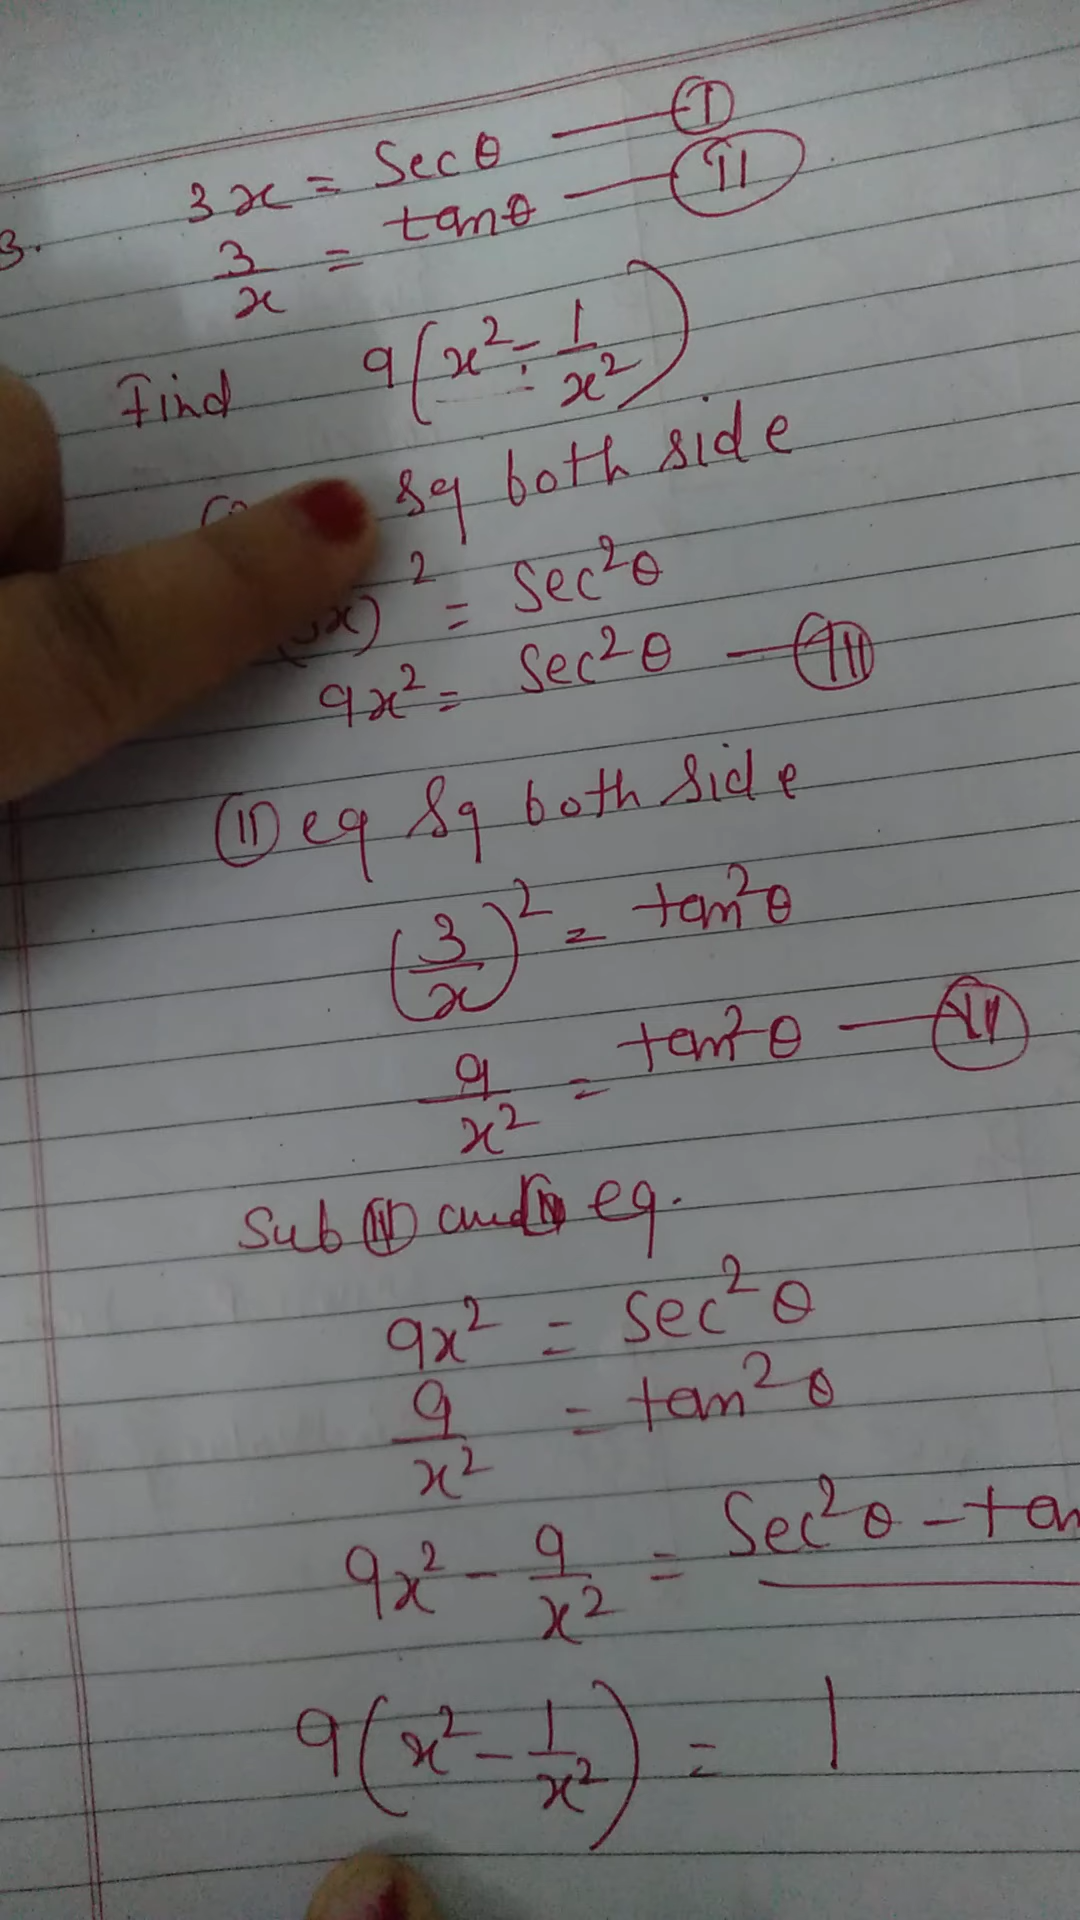 3x = Secθ — (I)
3. 3/x = tanθ — (II)
Find 9(x² - 1/x²)
sq both side
x)² = Sec²θ
9x² = Sec²θ — (III)
(II) eq Sq both side
(3/x)² = tan²θ
9/x² = tan²θ — (IV)
Sub and eq.
9x² = Sec²θ
9/x² = tan²θ
9x² - 9/x² = Sec²θ - tan
9(x² - 1/x²) = 1